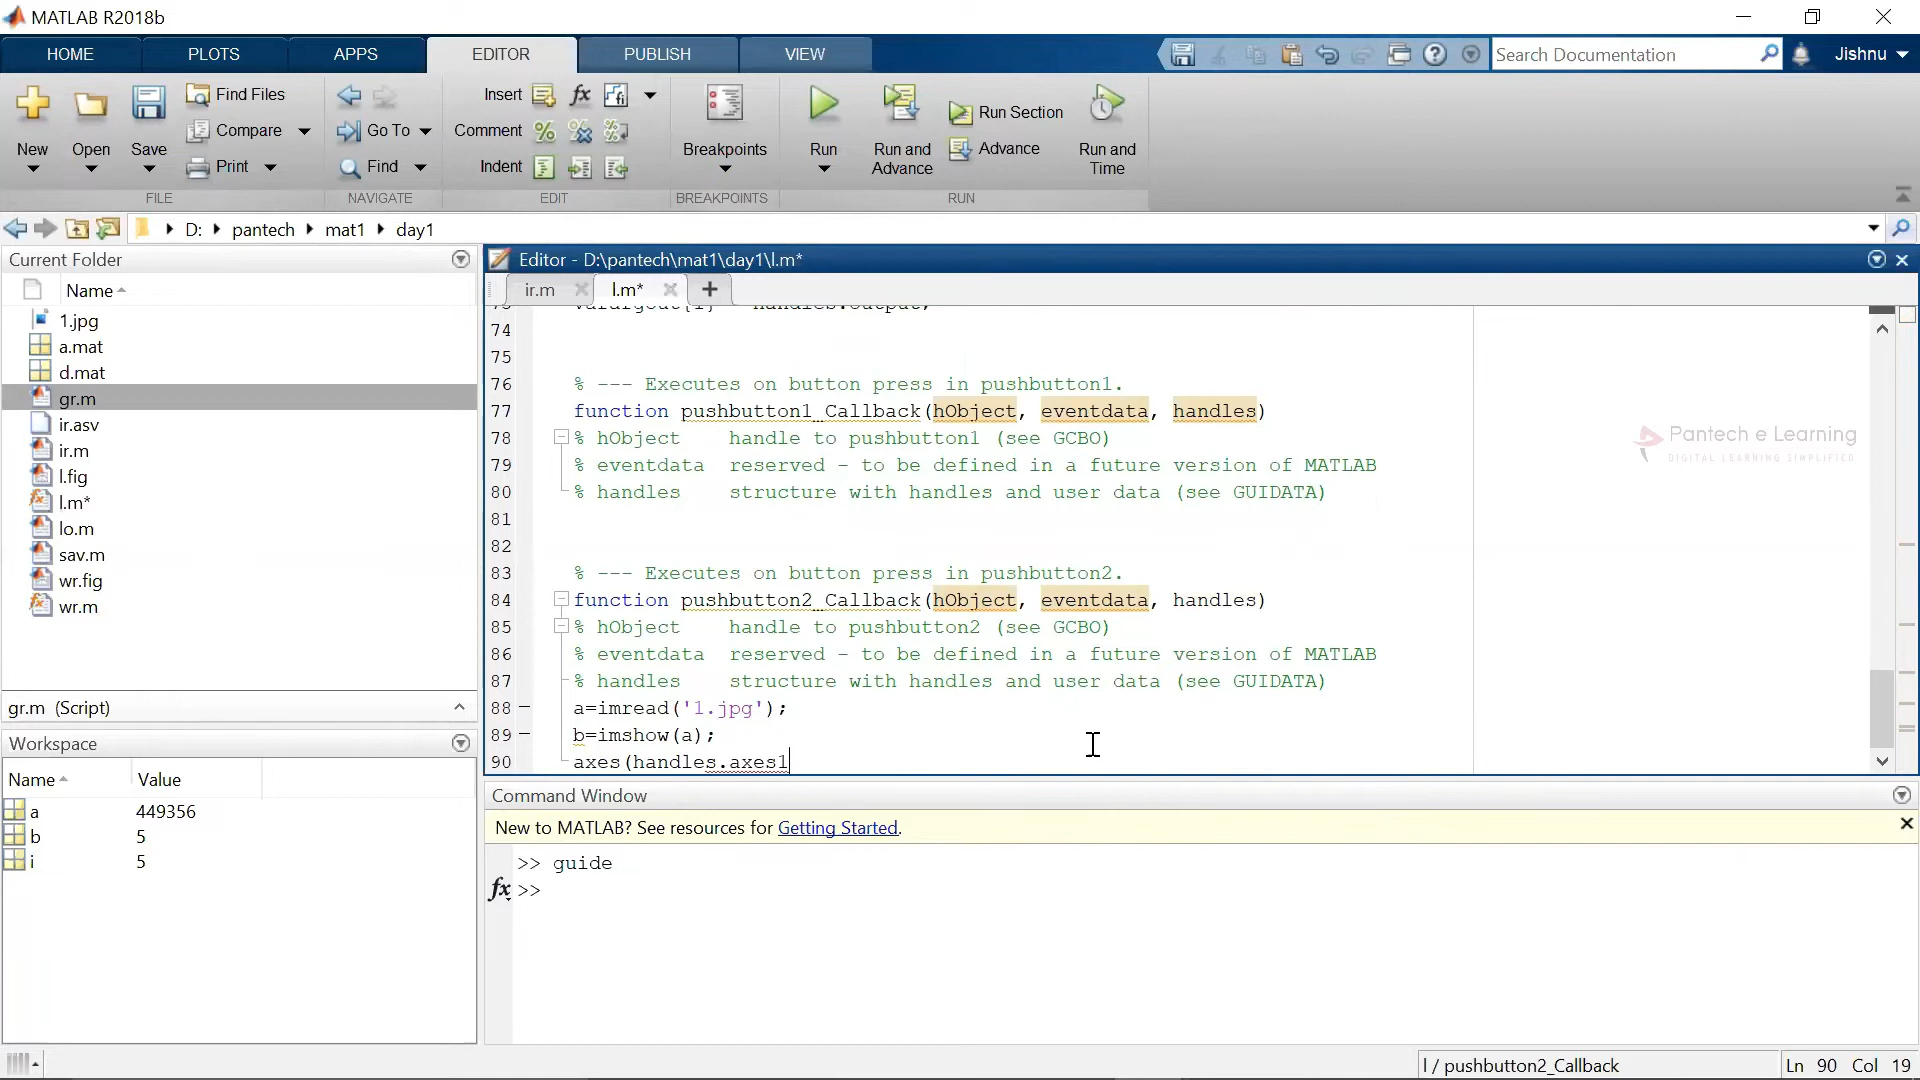 MATLAB R2018b
HOME PLOTS APPS EDITOR PUBLISH VIEW
Search Documentation
Jishnu
New
Open
Save
Find Files
Compare
Print
FILE
Go To
Find
NAVIGATE
Insert
Comment
Indent
EDIT
Breakpoints
BREAKPOINTS
Run
Run and
Advance
Run Section
Advance
Run and
Time
RUN
D: pantech mat1 day1
Current Folder
Name
1.jpg
a.mat
d.mat
gr.m
ir.asv
ir.m
l.fig
l.m*
lo.m
sav.m
wr.fig
wr.m
gr.m (Script)
Workspace
Name Value
a 449356
b 5
i 5
Editor - D:\pantech\mat1\day1\l.m*
ir.m l.m*
74
75
76 % --- Executes on button press in pushbutton1.
77 function pushbutton1_Callback(hObject, eventdata, handles)
78 % hObject    handle to pushbutton1 (see GCBO)
79 % eventdata  reserved - to be defined in a future version of MATLAB
80 % handles    structure with handles and user data (see GUIDATA)
81
82
83 % --- Executes on button press in pushbutton2.
84 function pushbutton2_Callback(hObject, eventdata, handles)
85 % hObject    handle to pushbutton2 (see GCBO)
86 % eventdata  reserved - to be defined in a future version of MATLAB
87 % handles    structure with handles and user data (see GUIDATA)
88 a=imread('1.jpg');
89 b=imshow(a);
90 axes(handles.axes1
Pantech e Learning
DIGITAL LEARNING SIMPLIFIED
Command Window
New to MATLAB? See resources for Getting Started.
>> guide
fx >>
l / pushbutton2_Callback
Ln 90 Col 19